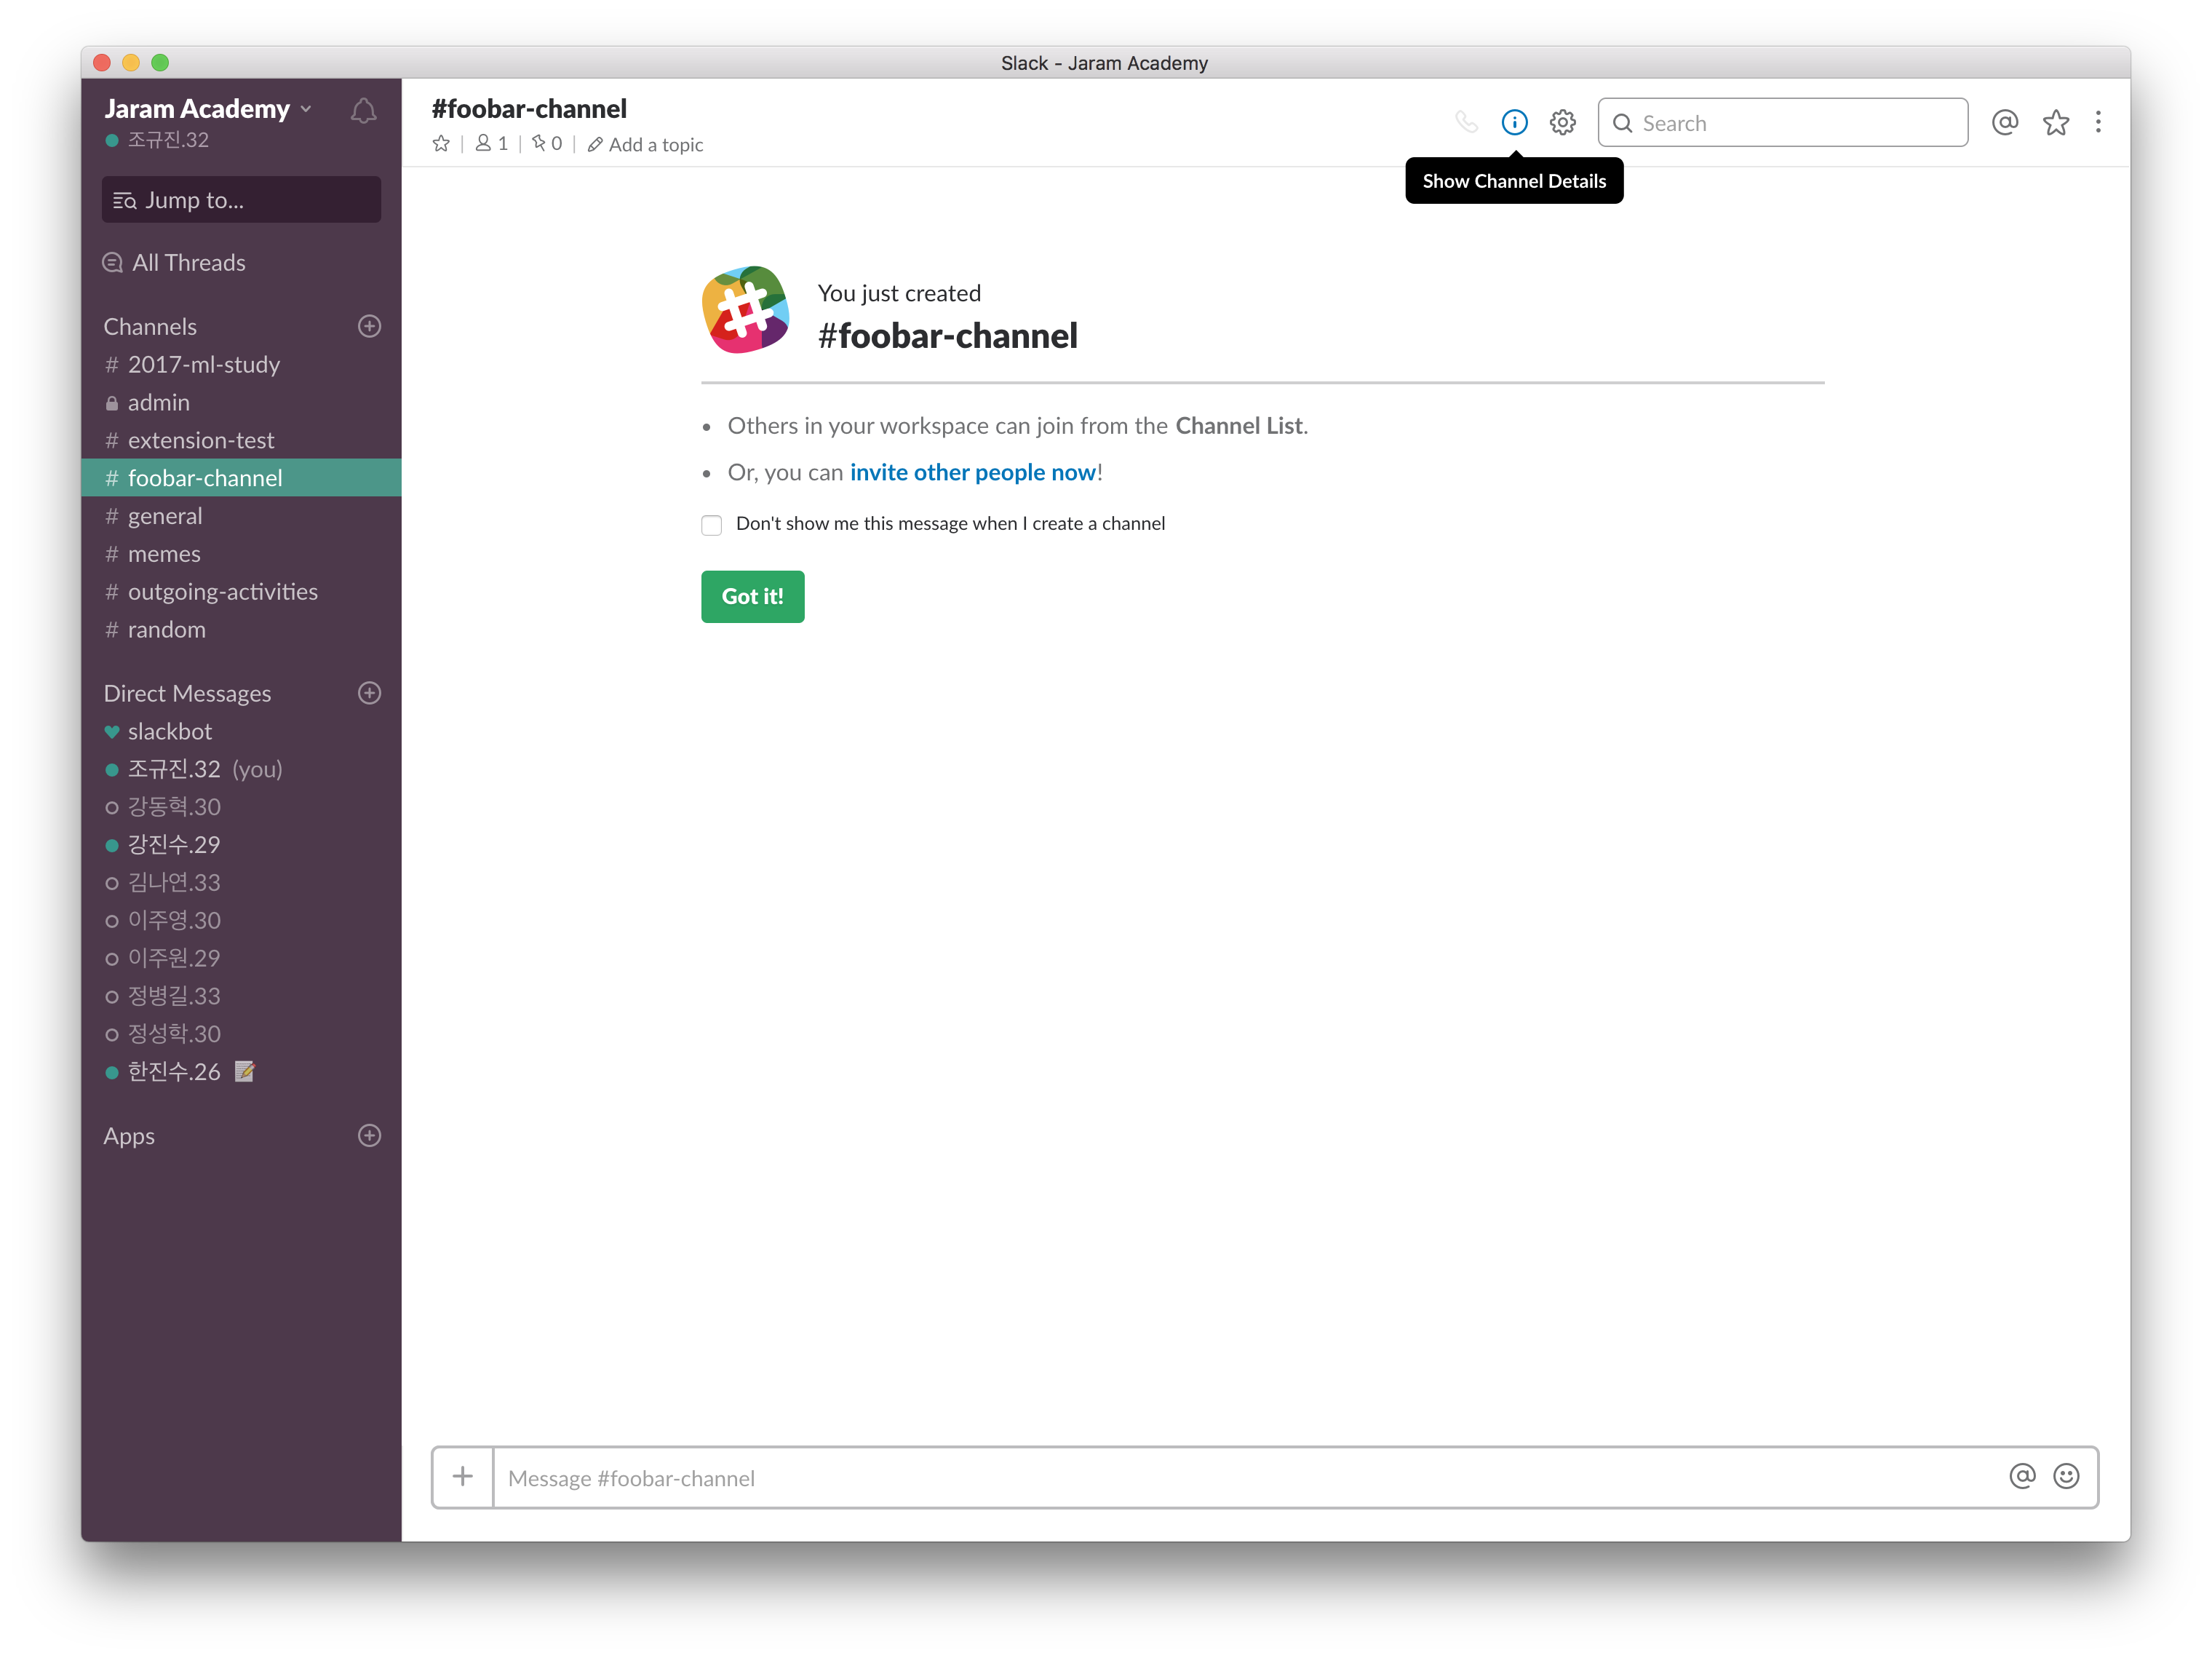 Slack - Jaram Academy
Jaram Academy
조규진.32
Jump to...
All Threads
Channels
# 2017-ml-study
admin
# extension-test
# foobar-channel
# general
# memes
# outgoing-activities
# random
Direct Messages
slackbot
조규진.32 (you)
강동혁.30
강진수.29
김나연.33
이주영.30
이주원.29
정병길.33
정성학.30
한진수.26
Apps
#foobar-channel
1 | 0 | Add a topic
Search
Show Channel Details
You just created
#foobar-channel
• Others in your workspace can join from the Channel List.
• Or, you can invite other people now!
Don't show me this message when I create a channel
Got it!
Message #foobar-channel